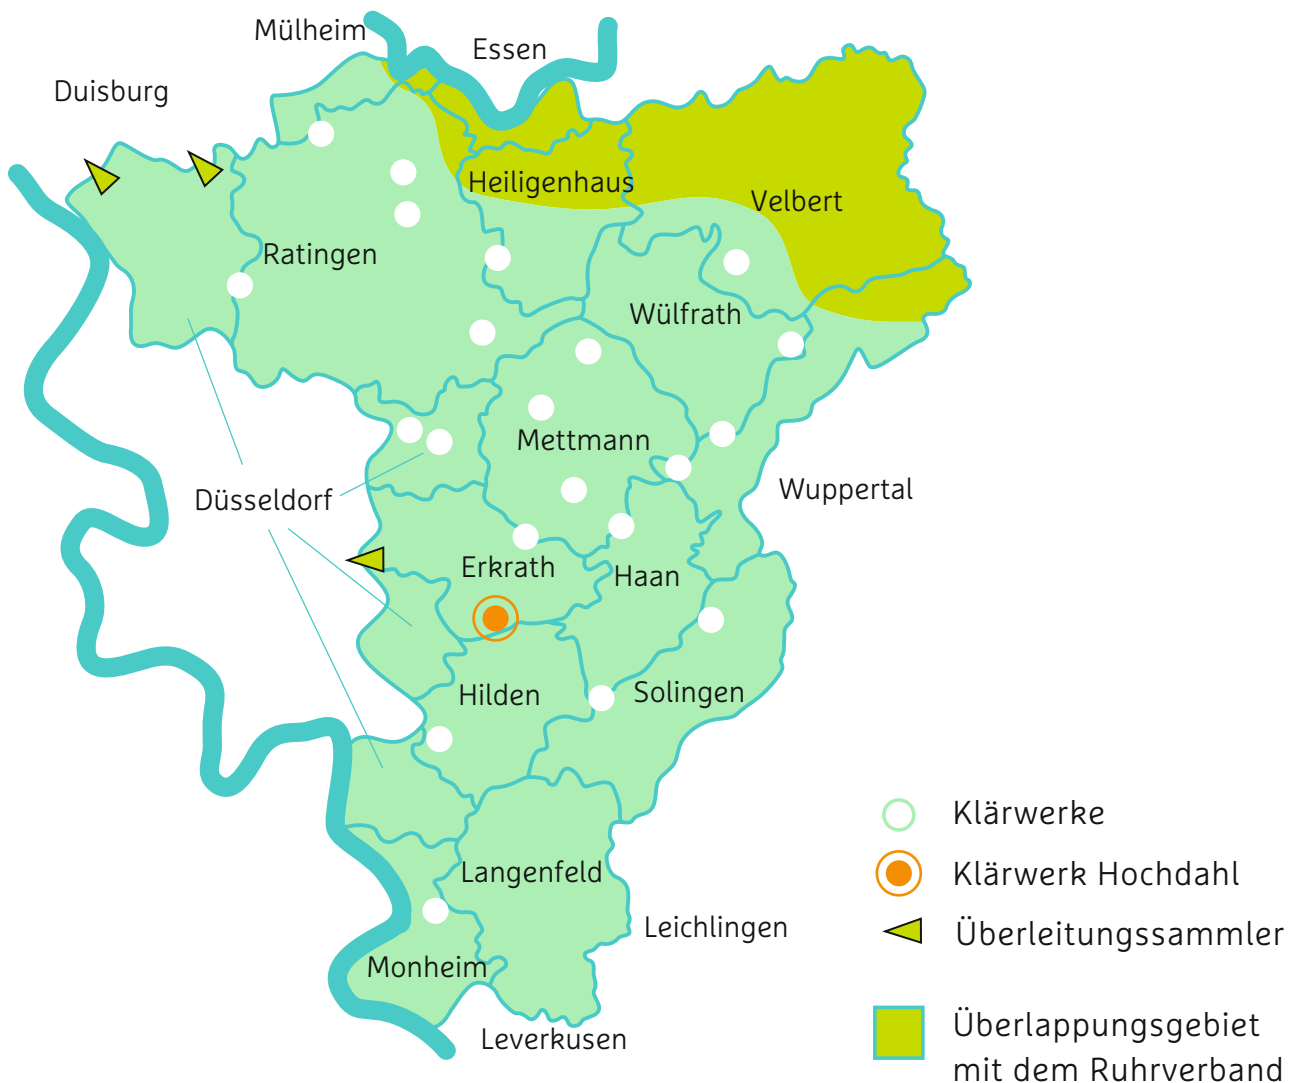 Mülheim
Essen
Duisburg
Heiligenhaus
Velbert
Ratingen
Wülfrath
Mettmann
Düsseldorf
Wuppertal
Erkrath
Haan
Hilden
Solingen
Langenfeld
Leichlingen
Monheim
Leverkusen
Klärwerke
Klärwerk Hochdahl
Überleitungssammler
Überlappungsgebiet
mit dem Ruhrverband